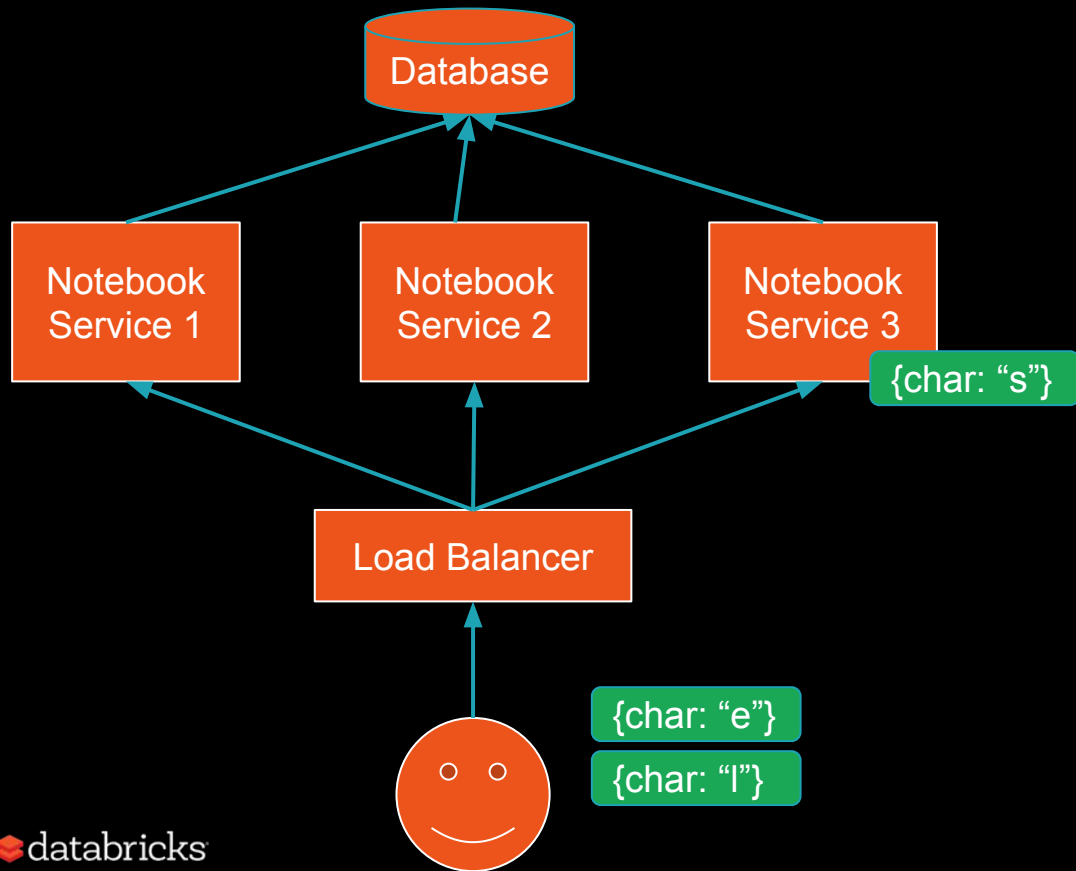 Database
Notebook
Service 1
Notebook
Service 2
Notebook
Service 3
{char: “s”}
Load Balancer
{char: “e”}
{char: “l”}
databricks